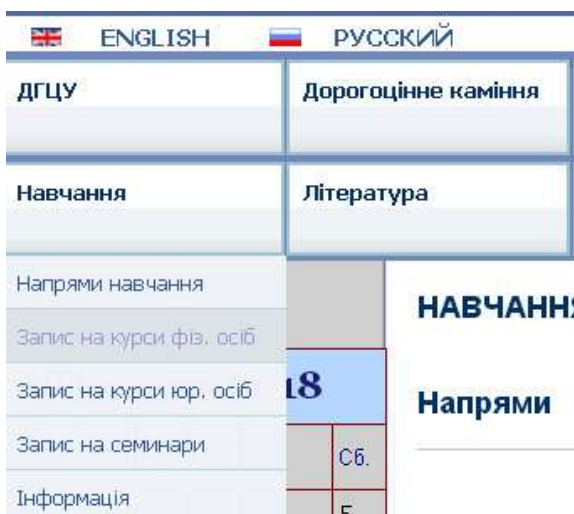 ENGLISH РУССКИЙ
ДГЦУ Дорогоцінне каміння
Навчання Література
Напрями навчання
Запис на курси фіз. осіб
Запис на курси юр. осіб
Запис на семинари
Інформація
18
Сб.
НАВЧАННЯ
Напрями